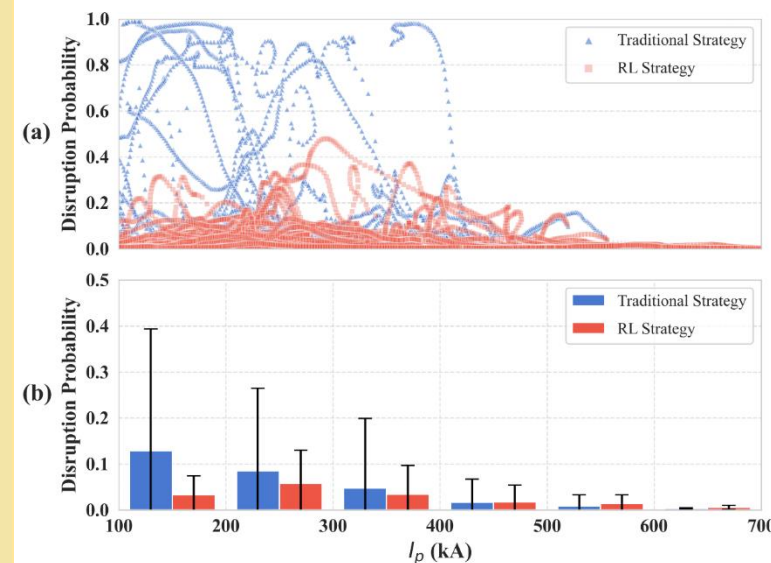 1.0
0.8
0.6
0.4
0.2
0.0
Disruption Probability
(a)
Traditional Strategy
RL Strategy
0.5
0.4
0.3
0.2
0.1
0.0
Disruption Probability
(b)
Traditional Strategy
RL Strategy
100 200 300 400 500 600 700
Ip (kA)